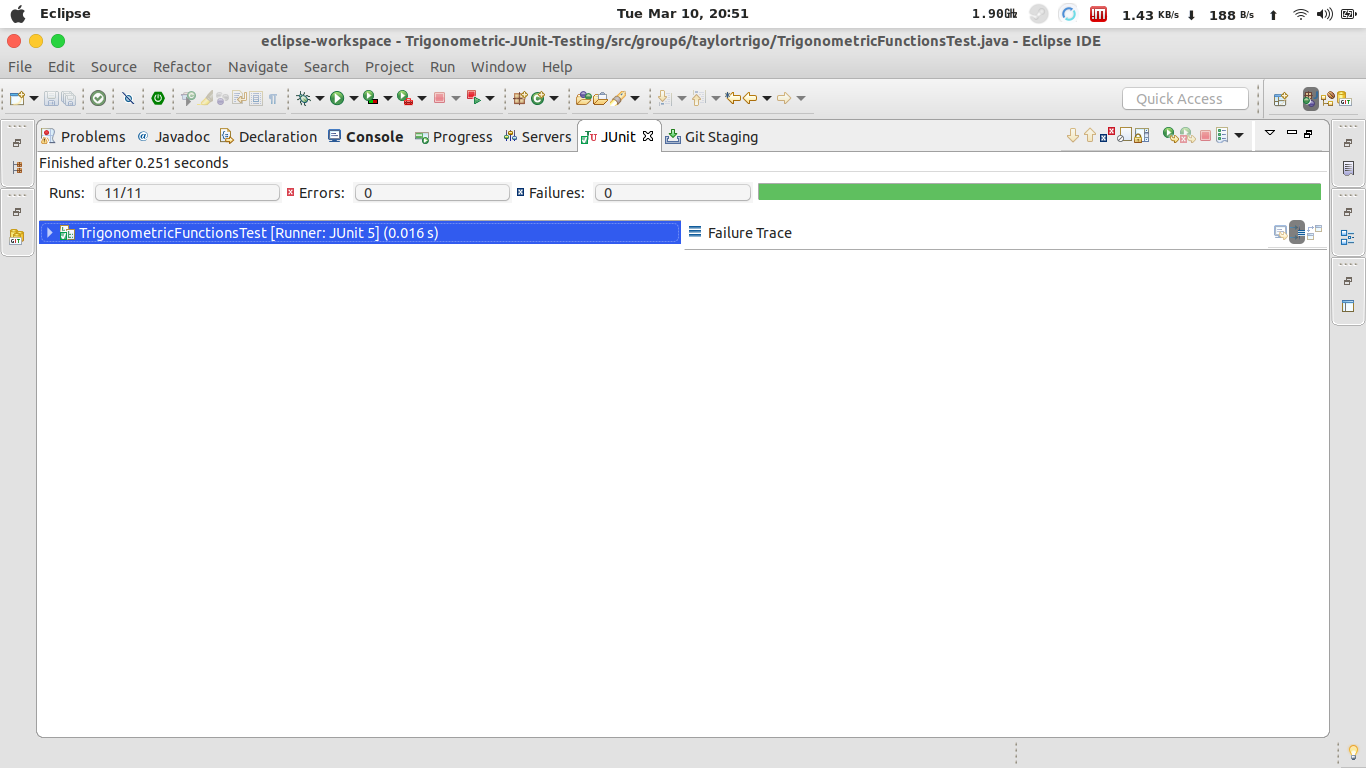 Eclipse Tue Mar 10, 20:51 1.90GHz 1.43 KB/s 188 B/s
eclipse-workspace - Trigonometric-JUnit-Testing/src/group6/taylortrigo/TrigonometricFunctionsTest.java - Eclipse IDE
File Edit Source Refactor Navigate Search Project Run Window Help
Quick Access
Problems @ Javadoc Declaration Console Progress Servers JUnit Git Staging
Finished after 0.251 seconds
Runs: 11/11 Errors: 0 Failures: 0
TrigonometricFunctionsTest [Runner: JUnit 5] (0.016 s) Failure Trace